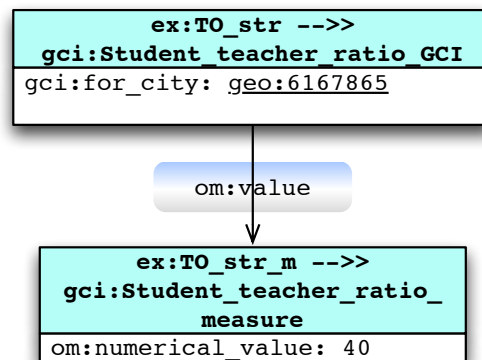 ex:TO_str -->>
gci:Student_teacher_ratio_GCI
gci:for_city: geo:6167865
om:value
ex:TO_str_m -->>
gci:Student_teacher_ratio_
measure
om:numerical_value: 40